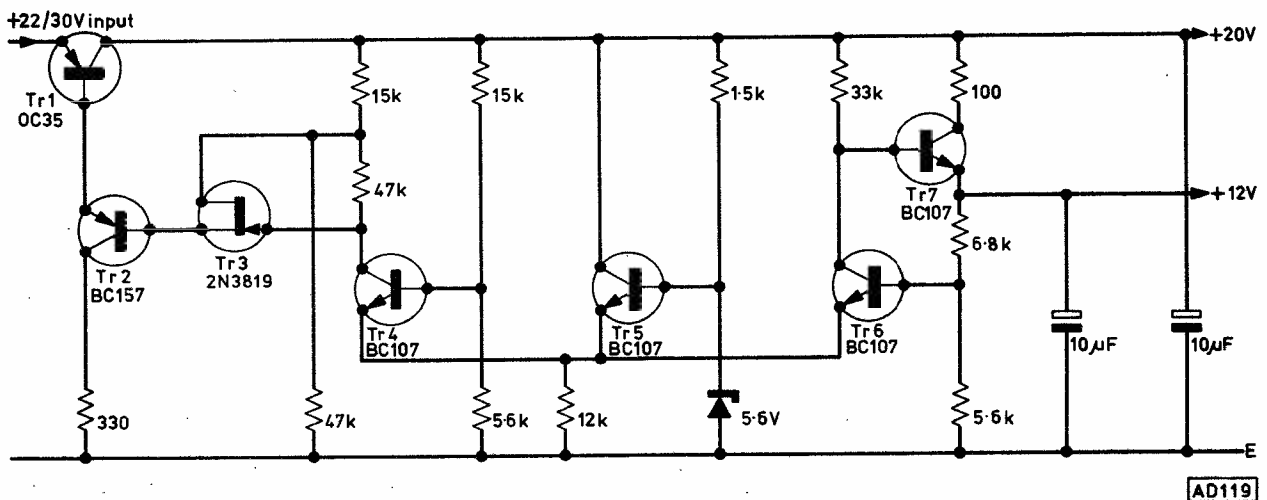 +22/30V input
+20V
Tr1
OC35
15k
15k
1·5k
33k
100
Tr7
BC107
+12V
47k
Tr2
BC157
Tr3
2N3819
6·8k
Tr4
BC107
Tr5
BC107
Tr6
BC107
10µF
10µF
330
47k
5·6k
12k
5·6V
5·6k
E
AD119